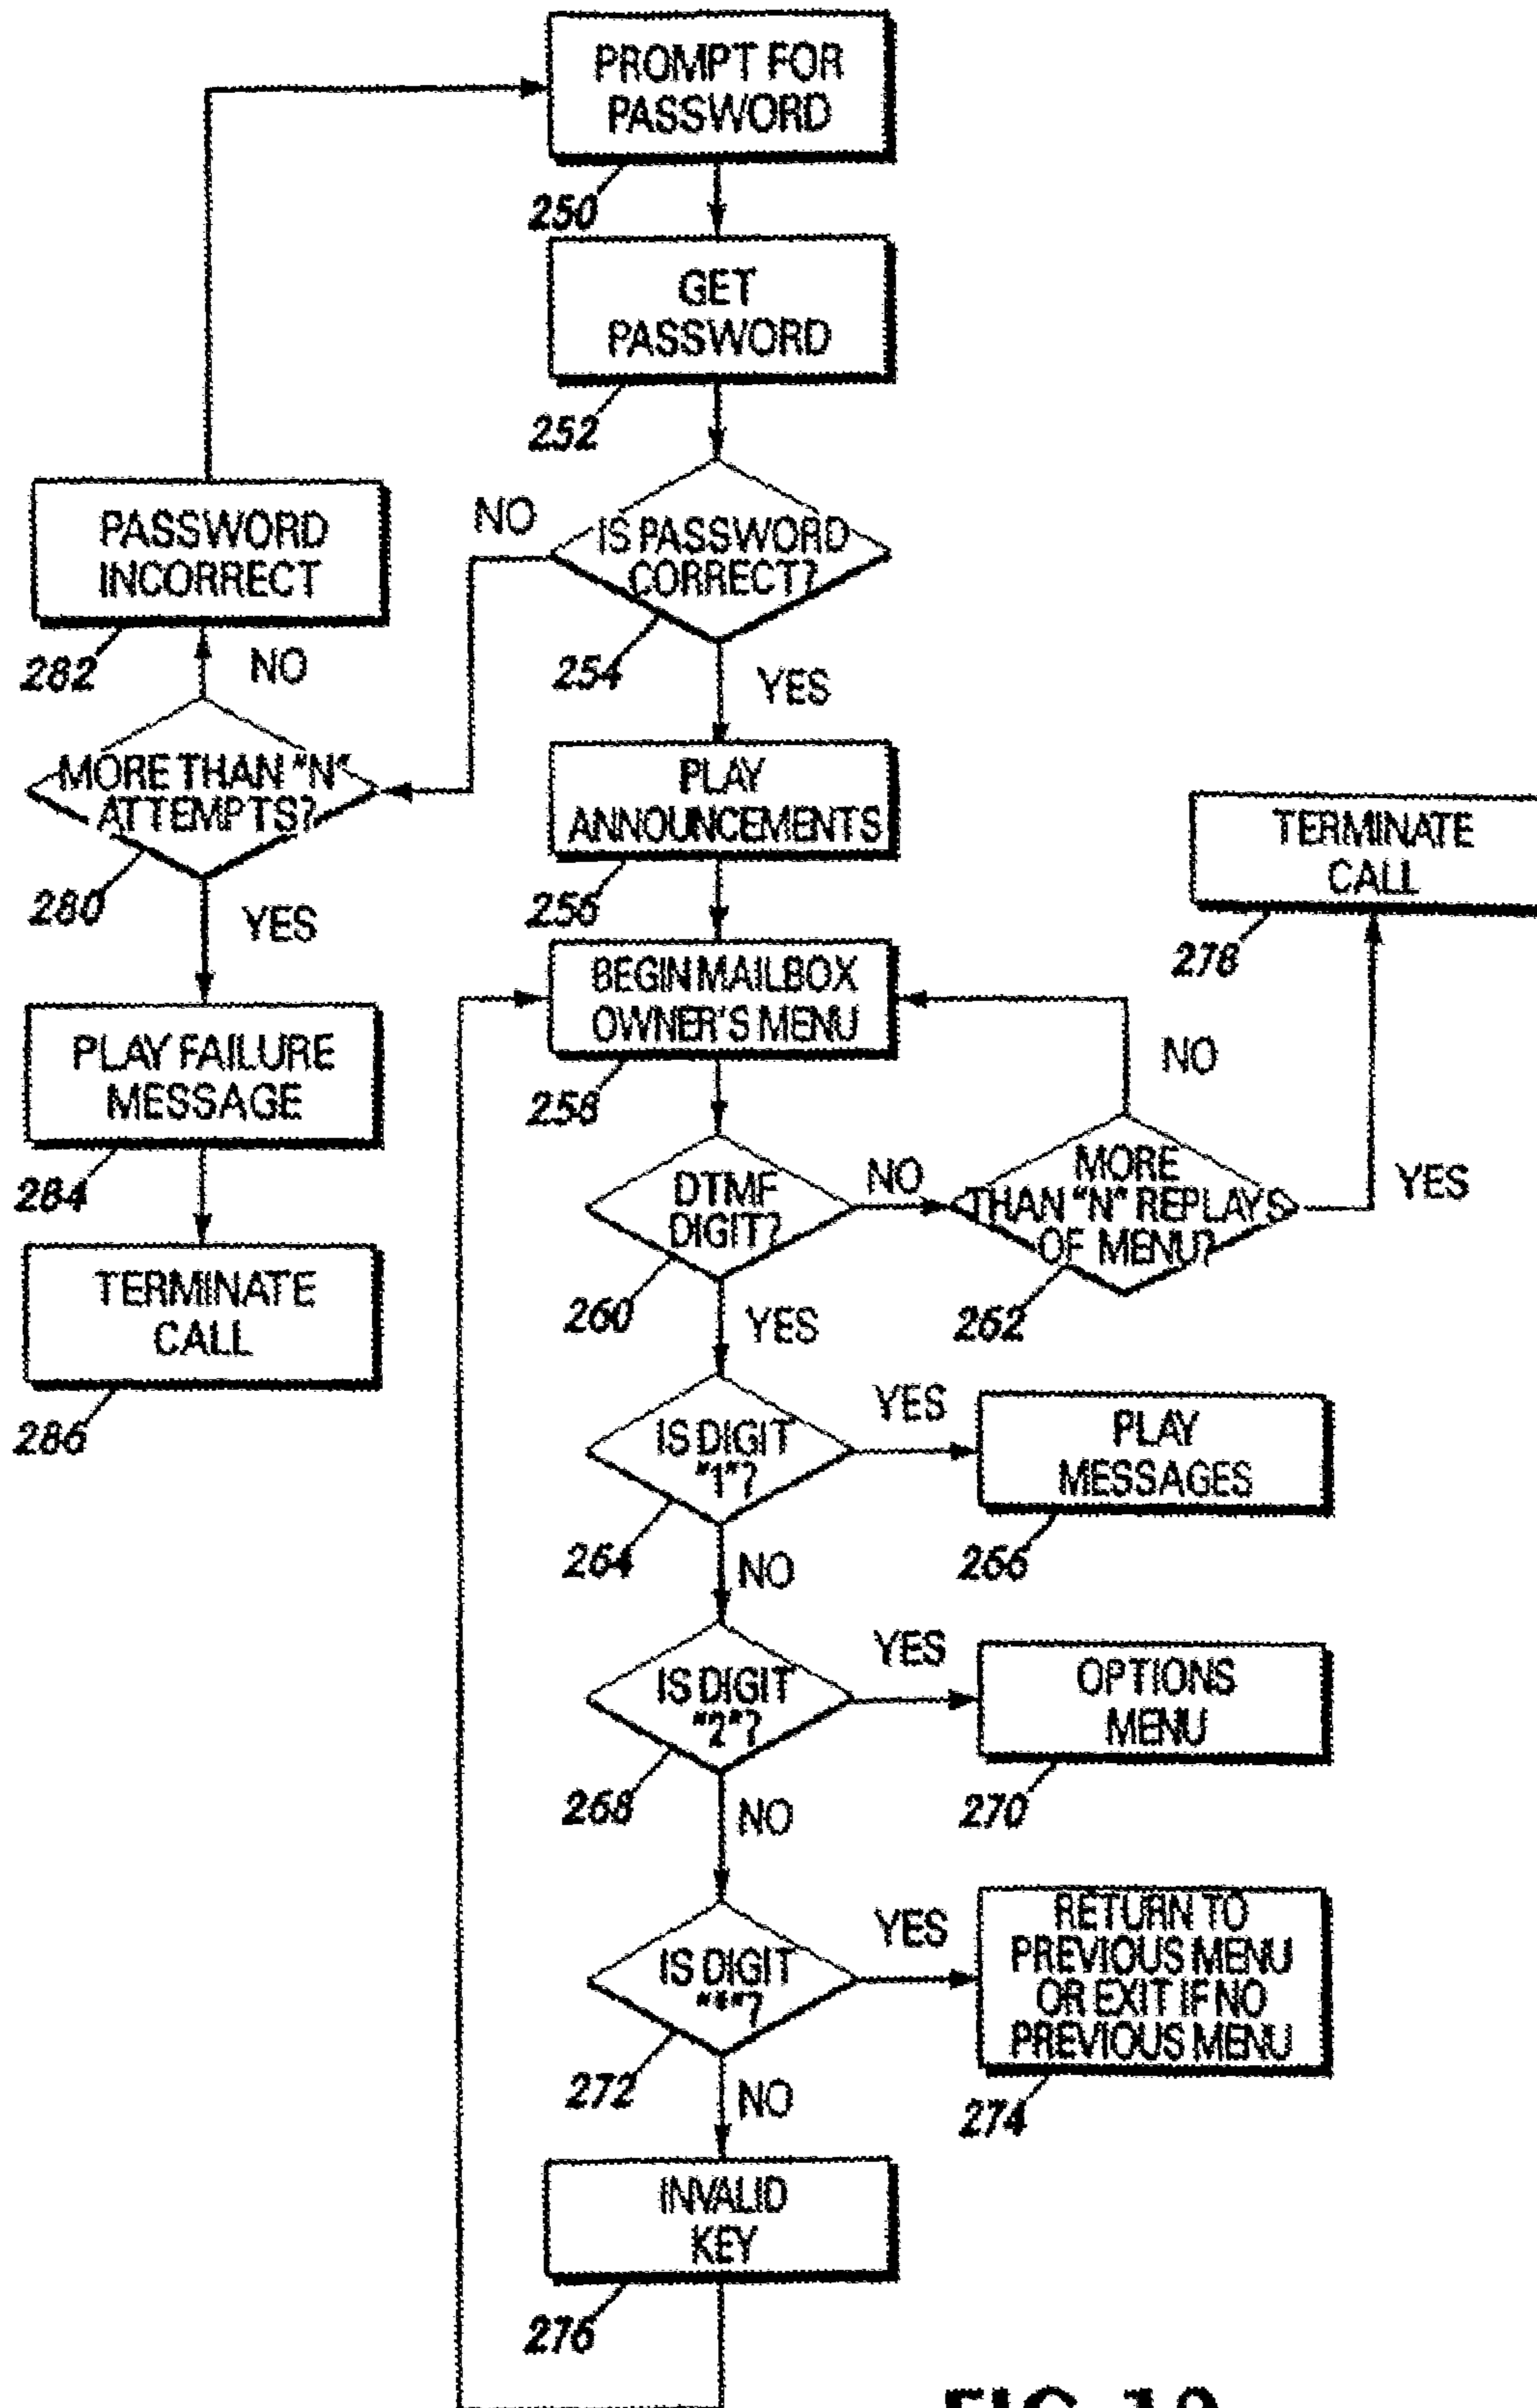 PROMPT FOR
PASSWORD
250
GET
PASSWORD
252
NO
IS PASSWORD
CORRECT?
254
YES
PASSWORD
INCORRECT
282
NO
MORE THAN "N"
ATTEMPTS?
280
YES
PLAY FAILURE
MESSAGE
284
TERMINATE
CALL
286
PLAY
ANNOUNCEMENTS
256
BEGIN MAILBOX
OWNER'S MENU
258
TERMINATE
CALL
278
NO
DTMF
DIGIT?
260
NO
MORE
THAN "N" REPLAYS
OF MENU?
262
YES
YES
IS DIGIT
"1"?
264
YES
PLAY
MESSAGES
266
NO
IS DIGIT
"2"?
268
YES
OPTIONS
MENU
270
NO
IS DIGIT
"*"?
272
YES
RETURN TO
PREVIOUS MENU
OR EXIT IF NO
PREVIOUS MENU
274
NO
INVALID
KEY
276